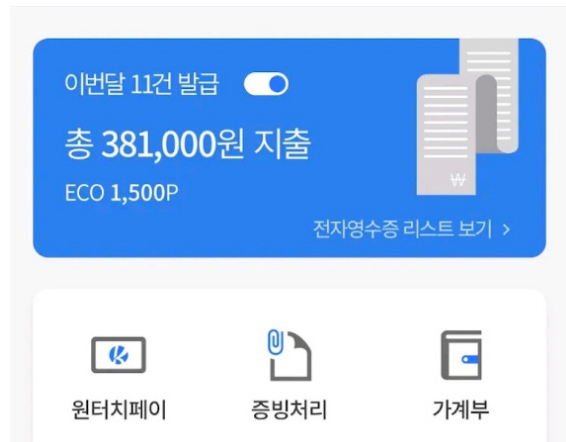 이번달 11건 발급
총 381,000원 지출
ECO 1,500P
₩
전자영수증 리스트 보기 >
원터치페이
증빙처리
가계부